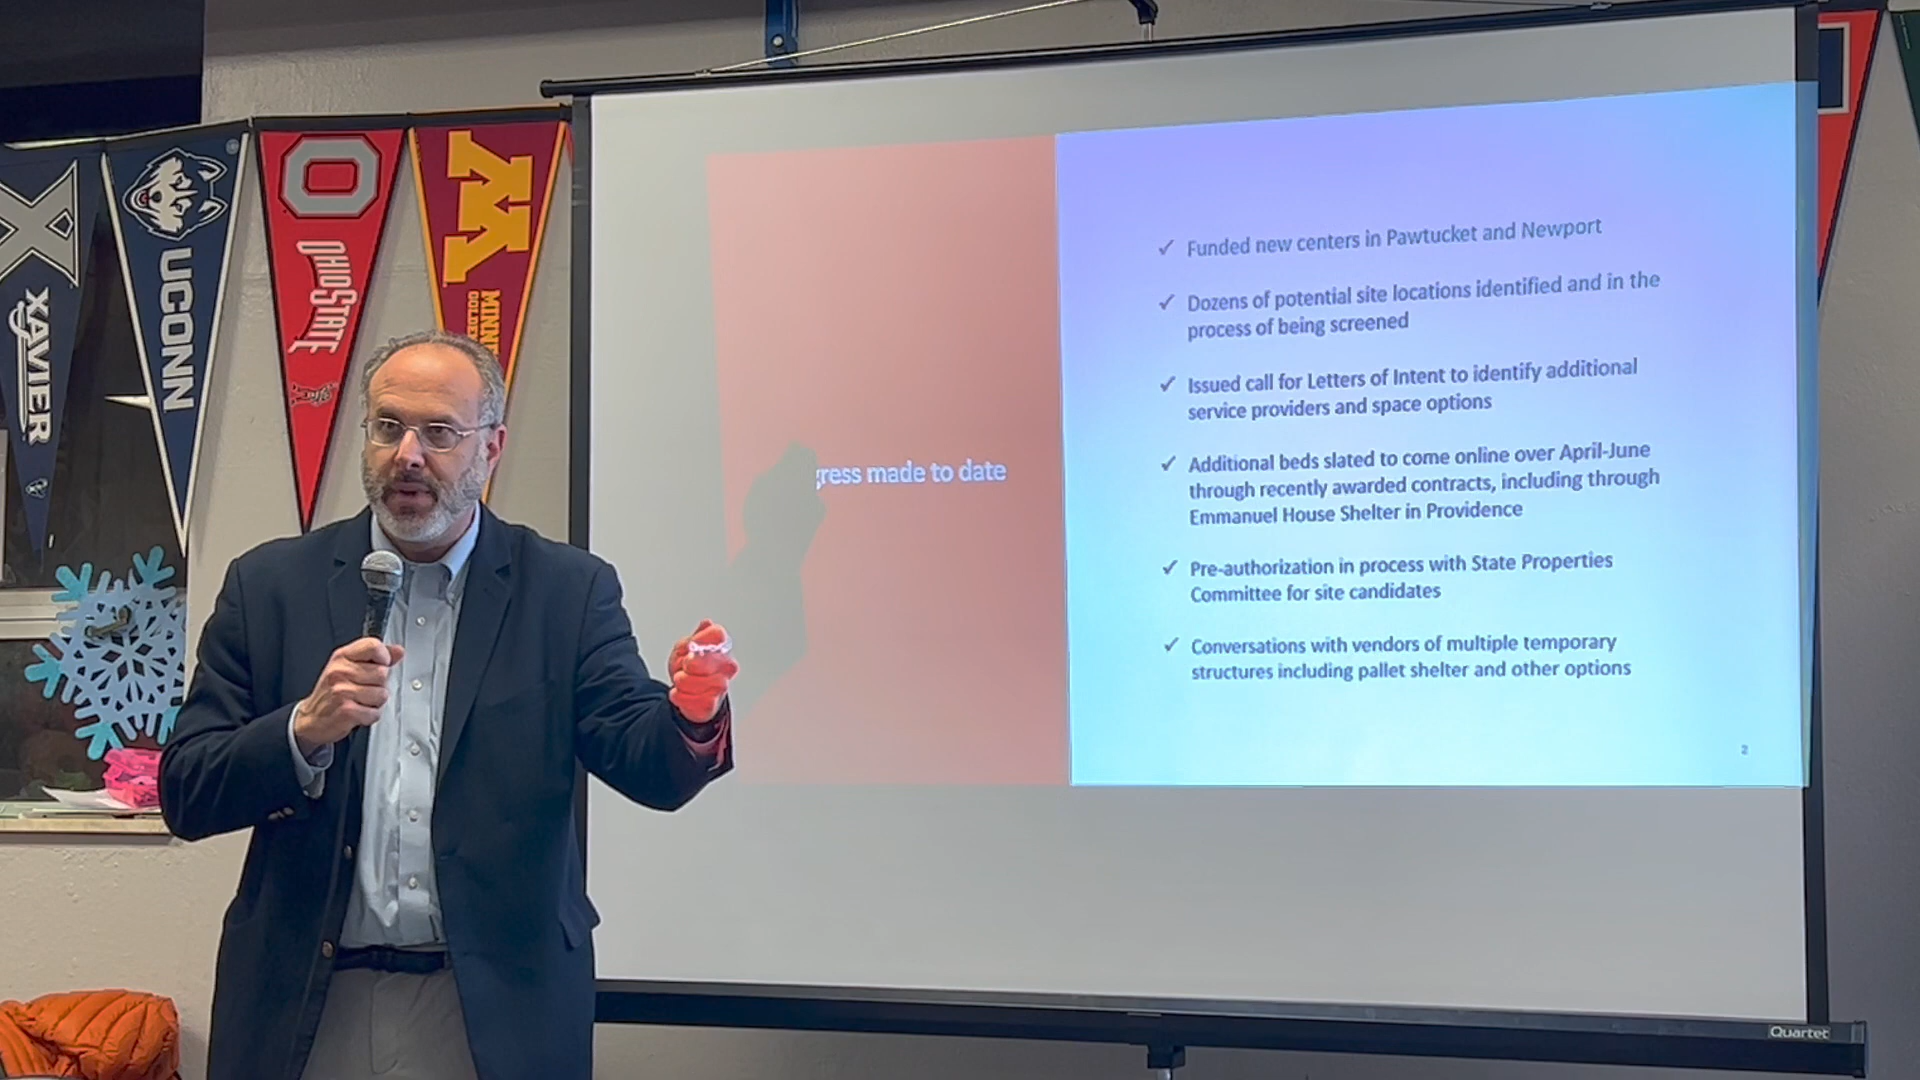 XAVIER
UCONN
O
OHIO STATE
M
MINNE
GOLDE
gress made to date
✓ Funded new centers in Pawtucket and Newport
✓ Dozens of potential site locations identified and in the
process of being screened
✓ Issued call for Letters of Intent to identify additional
service providers and space options
✓ Additional beds slated to come online over April-June
through recently awarded contracts, including through
Emmanuel House Shelter in Providence
✓ Pre-authorization in process with State Properties
Committee for site candidates
✓ Conversations with vendors of multiple temporary
structures including pallet shelter and other options
2
Quartet